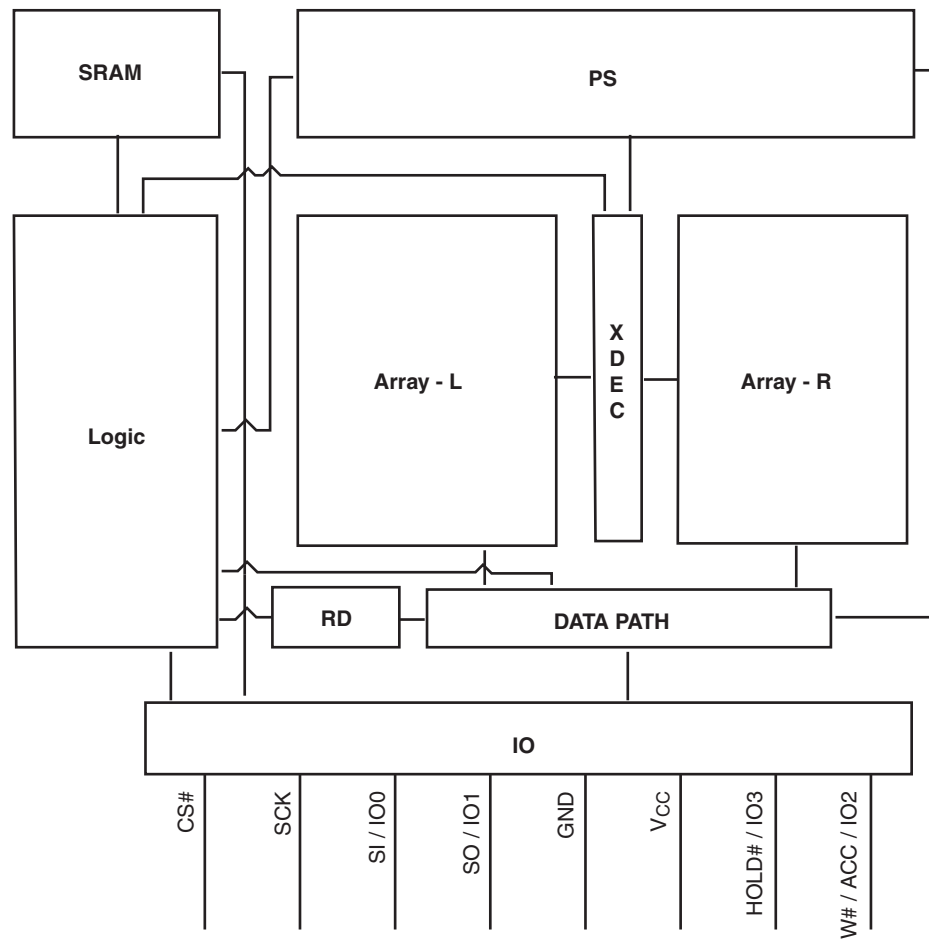 SRAM
PS
Logic
Array - L
X
D
E
C
Array - R
RD
DATA PATH
IO
CS#
SCK
SI / IO0
SO / IO1
GND
VCC
HOLD# / IO3
W# / ACC / IO2